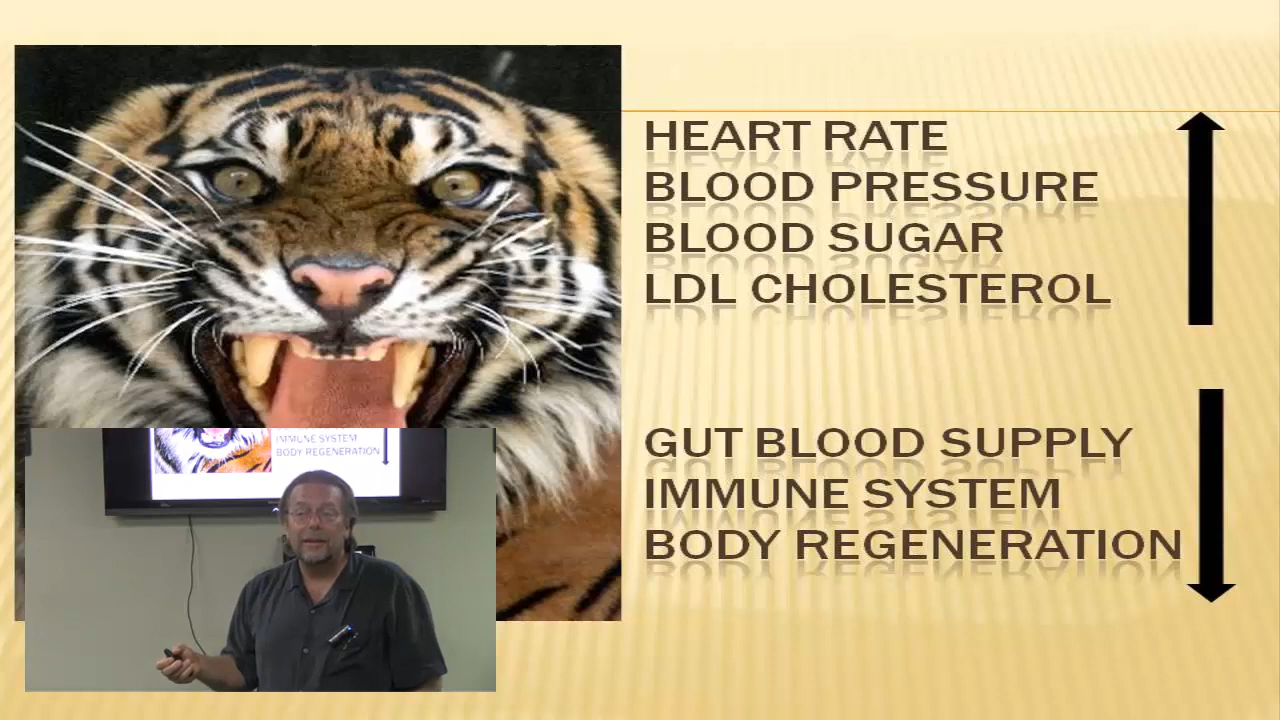 HEART RATE
BLOOD PRESSURE
BLOOD SUGAR
LDL CHOLESTEROL
GUT BLOOD SUPPLY
IMMUNE SYSTEM
BODY REGENERATION
IMMUNE SYSTEM
BODY REGENERATION